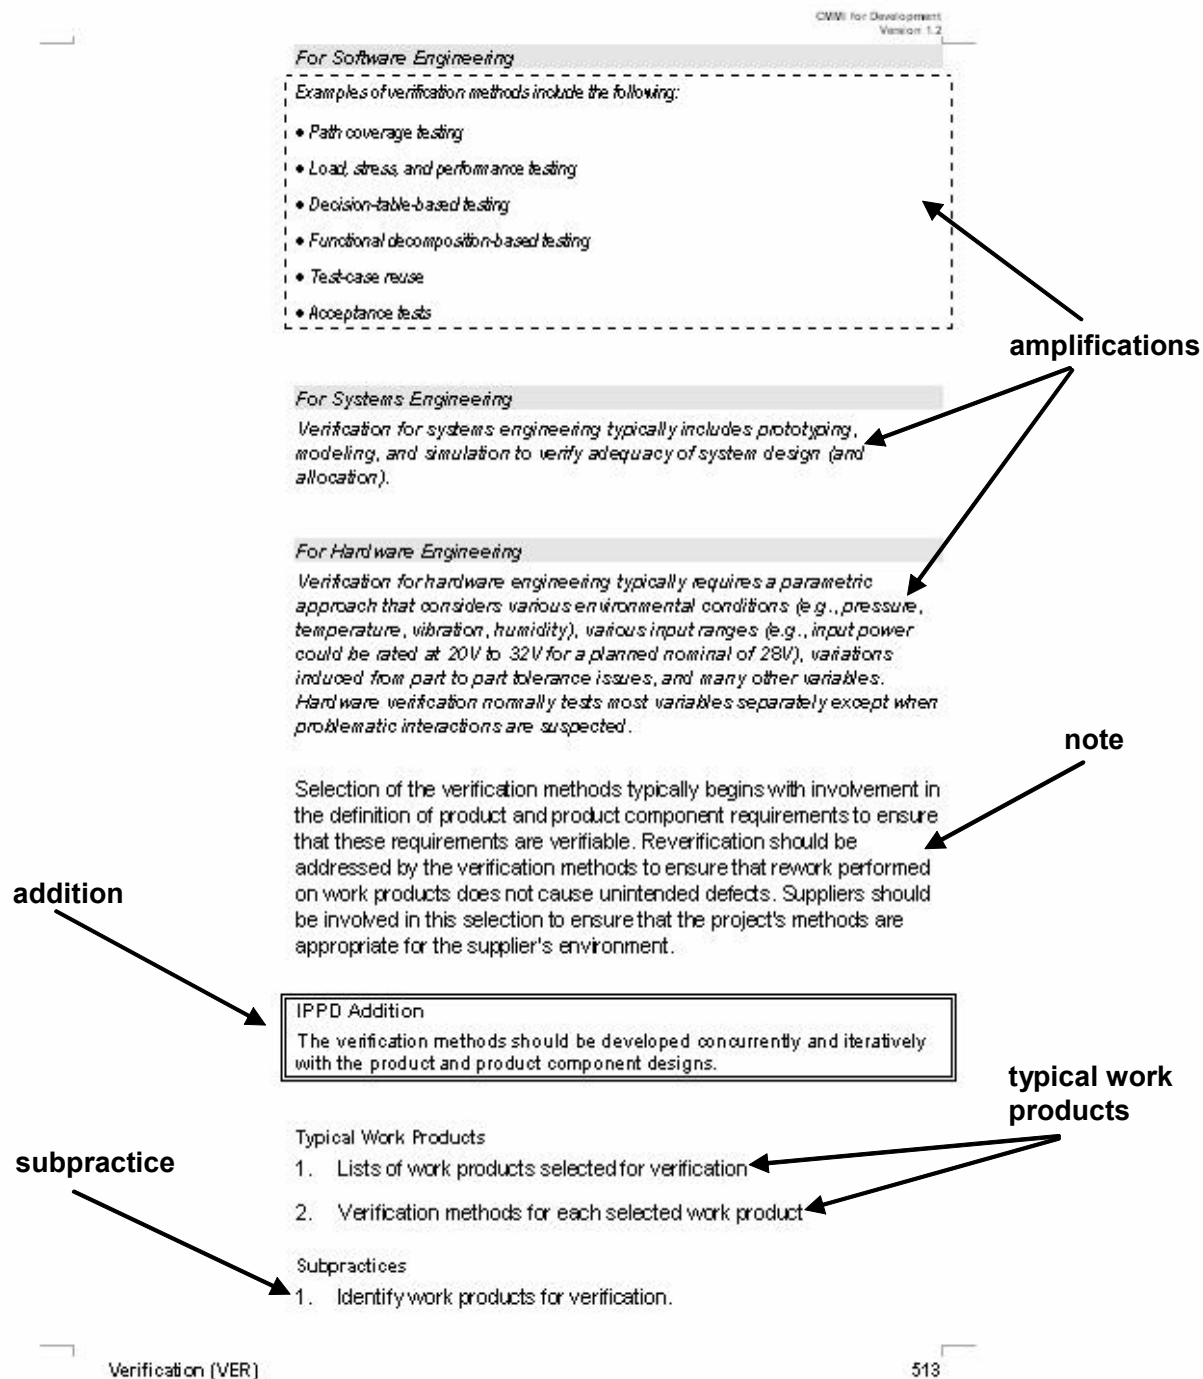 CMMI for Development
Version 1.2
For Software Engineering
Examples of verification methods include the following:
• Path coverage testing
• Load, stress, and performance testing
• Decision-table-based testing
• Functional decomposition-based testing
• Test-case reuse
• Acceptance tests
amplifications
For Systems Engineering
Verification for systems engineering typically includes prototyping,
modeling, and simulation to verify adequacy of system design (and
allocation).
For Hardware Engineering
Verification for hardware engineering typically requires a parametric
approach that considers various environmental conditions (e.g., pressure,
temperature, vibration, humidity), various input ranges (e.g., input power
could be rated at 20V to 32V for a planned nominal of 28V), variations
induced from part to part tolerance issues, and many other variables.
Hardware verification normally tests most variables separately except when
problematic interactions are suspected.
note
Selection of the verification methods typically begins with involvement in
the definition of product and product component requirements to ensure
that these requirements are verifiable. Reverification should be
addressed by the verification methods to ensure that rework performed
on work products does not cause unintended defects. Suppliers should
be involved in this selection to ensure that the project's methods are
appropriate for the supplier's environment.
addition
IPPD Addition
The verification methods should be developed concurrently and iteratively
with the product and product component designs.
typical work
products
Typical Work Products
1. Lists of work products selected for verification
2. Verification methods for each selected work product
subpractice
Subpractices
1. Identify work products for verification.
Verification (VER)
513